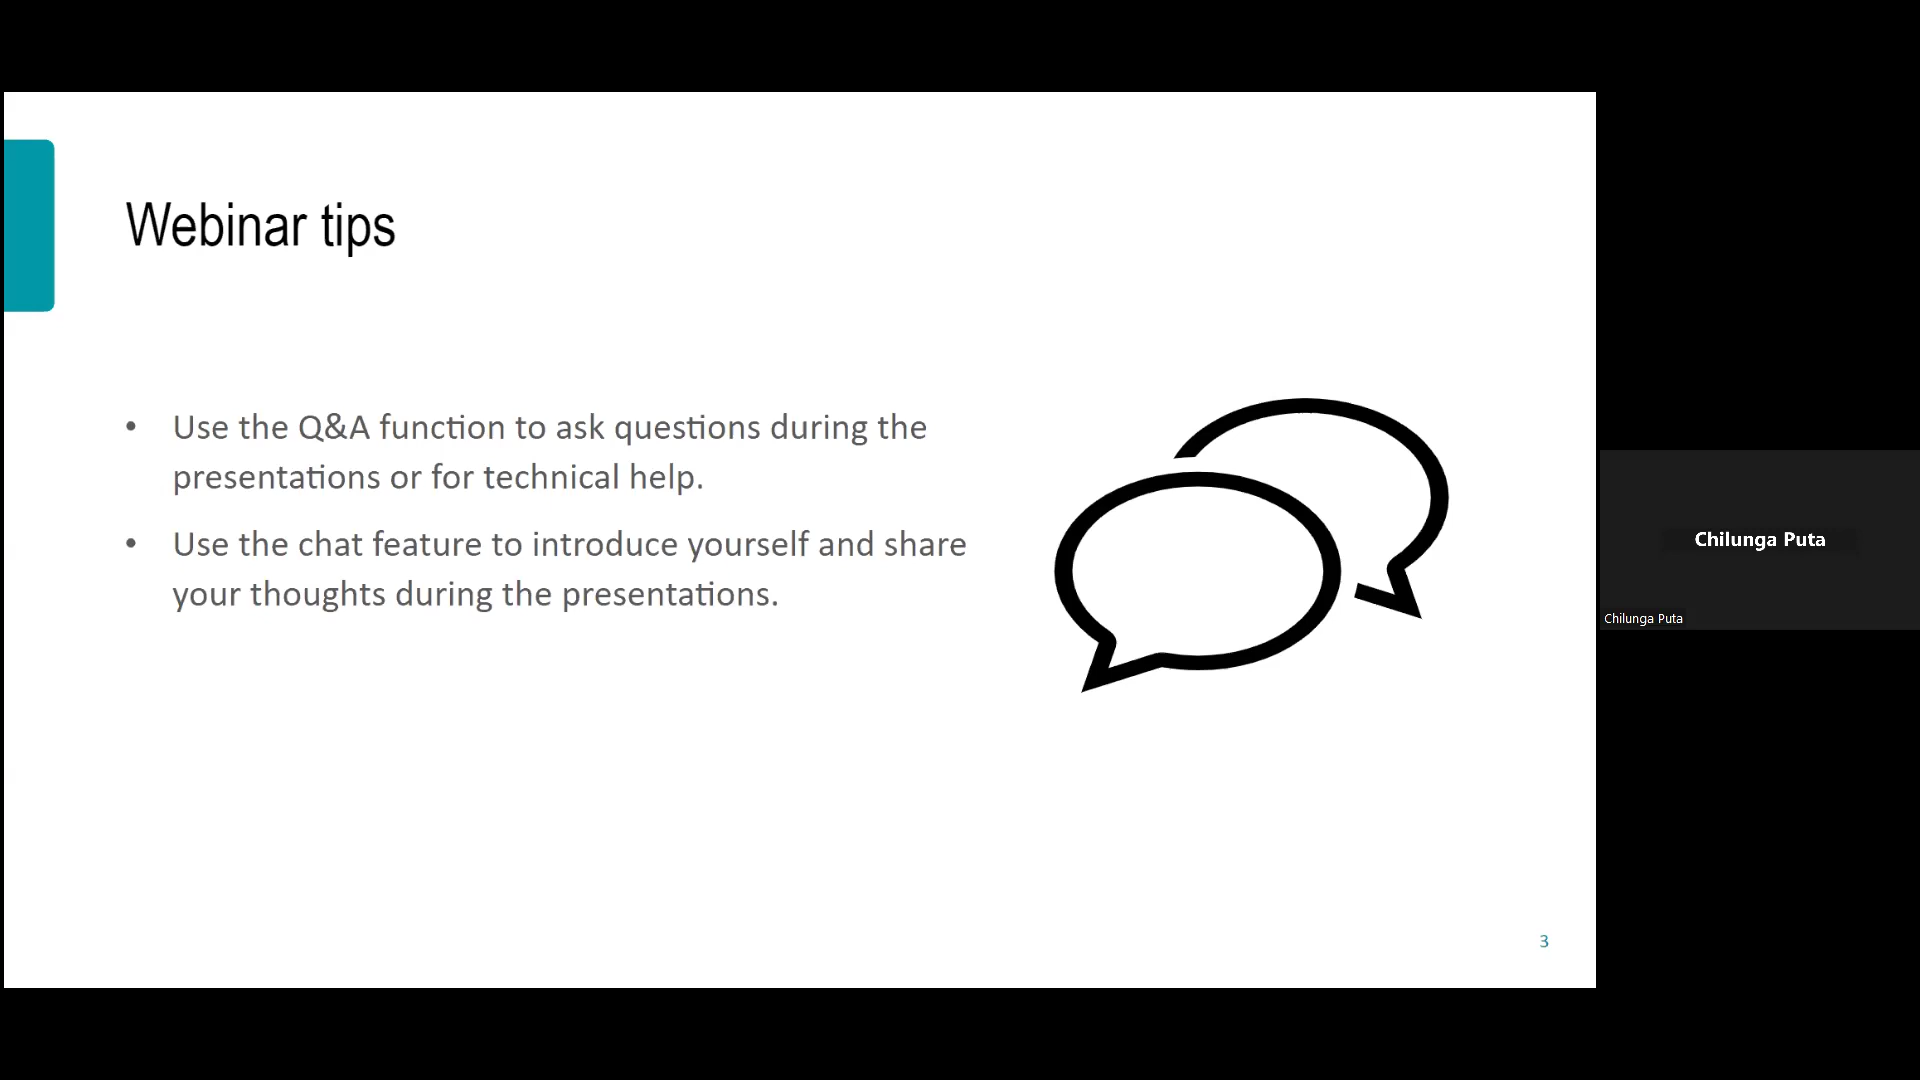 Webinar tips
• Use the Q&A function to ask questions during the
presentations or for technical help.
• Use the chat feature to introduce yourself and share
your thoughts during the presentations.
3
Chilunga Puta
Chilunga Puta